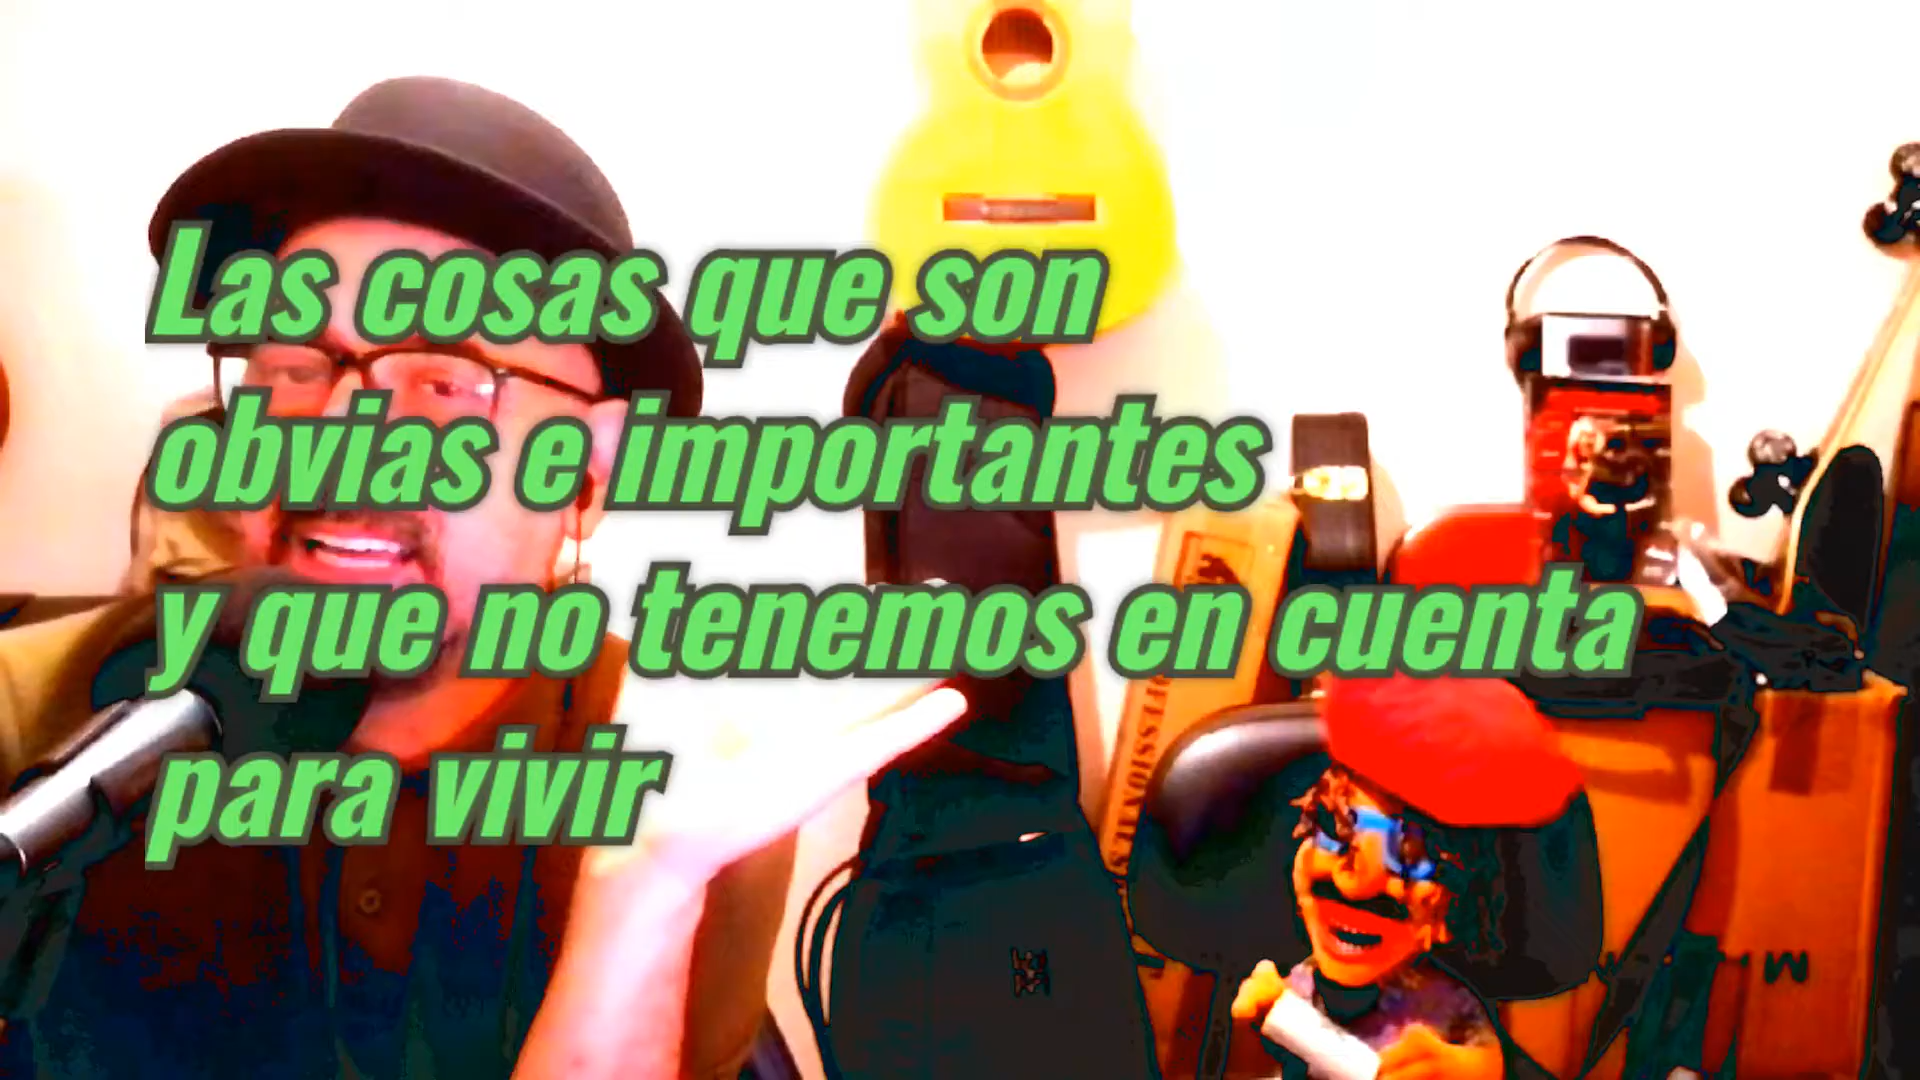 Las cosas que son
obvias e importantes
y que no tenemos en cuenta
para vivir